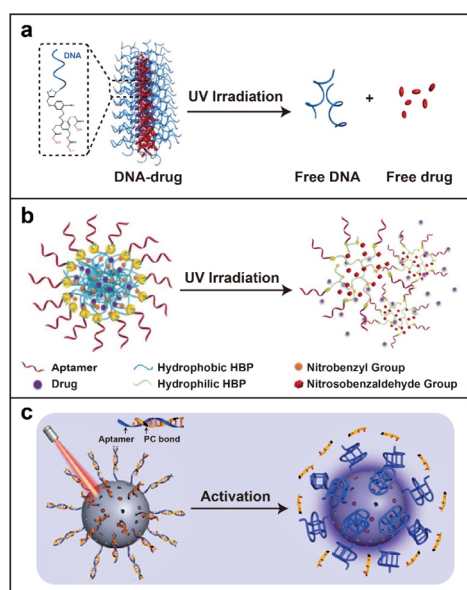 a
DNA
UV Irradiation
+
DNA-drug
Free DNA
Free drug
b
UV Irradiation
Aptamer
Hydrophobic HBP
Nitrobenzyl Group
Drug
Hydrophilic HBP
Nitrosobenzaldehyde Group
c
Aptamer
PC bond
Activation